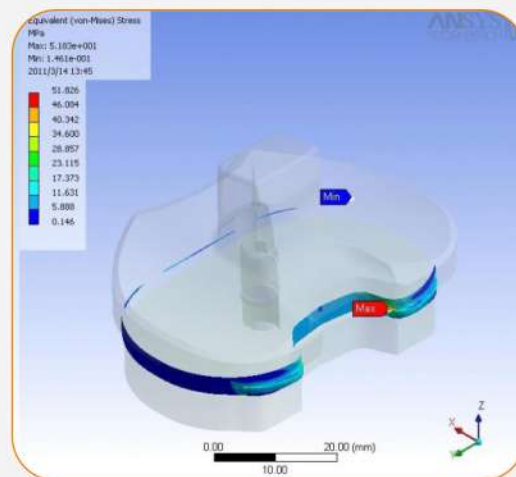 Equivalent (von-Mises) Stress
MPa
Max: 5.183e+001
Min: 1.461e-001
2011/3/14 13:45
51.826
46.084
40.342
34.600
28.857
23.115
17.373
11.631
5.888
0.146
ANSYS
Min
Max
Z
X
Y
0.00
20.00 (mm)
10.00